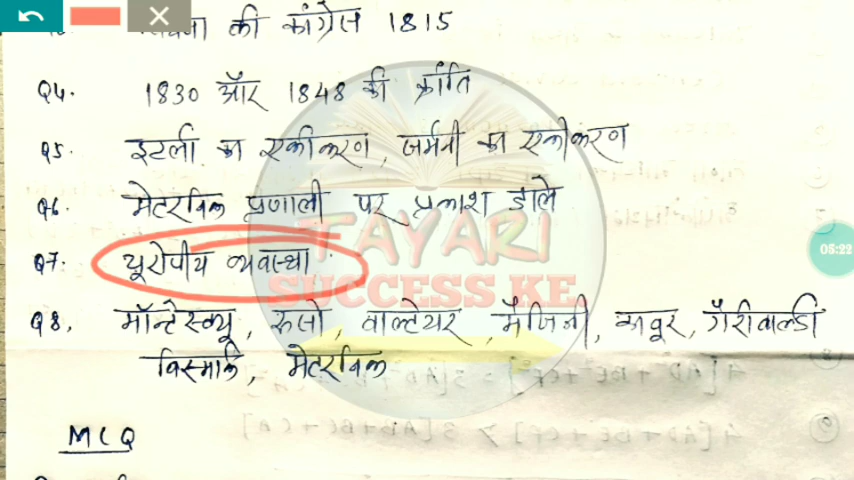 की कांग्रेस 1815
Q4. 1830 और 1848 की क्रांति
Q5. इटली का एकीकरण, जर्मनी का एकीकरण
Q6. मेटरनिक प्रणाली पर प्रकाश डाले
Q7. यूरोपीय व्यवस्था
05:22
TAYARI
SUCCESS KE
Q8. मॉन्टेस्क्यू, रूसो, वाल्टेयर, मैजिनी, कावूर, गैरीवाल्डी
विस्मार्क, मेटरनिक
MCQ